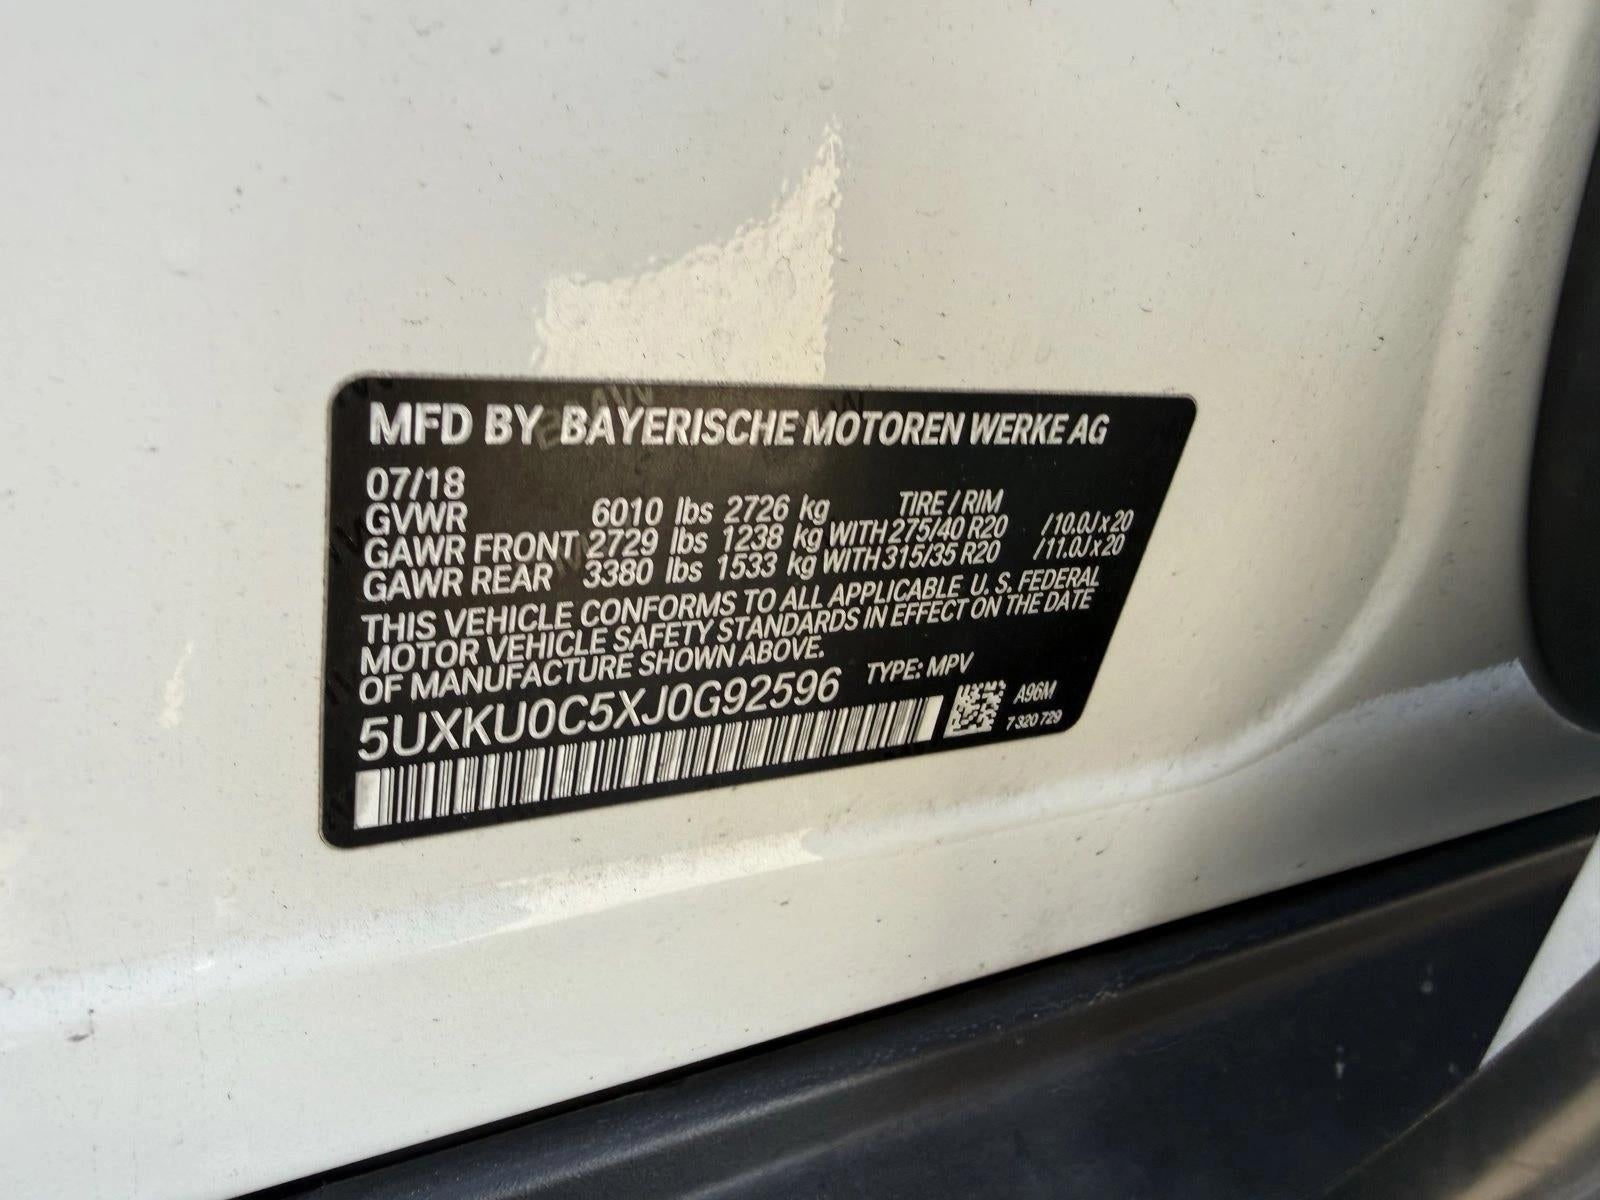 MFD BY BAYERISCHE MOTOREN WERKE AG
07/18
GVWR 6010 lbs 2726 kg TIRE / RIM
GAWR FRONT 2729 lbs 1238 kg WITH 275/40 R20 /10.0J x 20
GAWR REAR 3380 lbs 1533 kg WITH 315/35 R20 /11.0J x 20
THIS VEHICLE CONFORMS TO ALL APPLICABLE U. S. FEDERAL
MOTOR VEHICLE SAFETY STANDARDS IN EFFECT ON THE DATE
OF MANUFACTURE SHOWN ABOVE.
5UXKU0C5XJ0G92596 TYPE: MPV
A96M
7 320 729